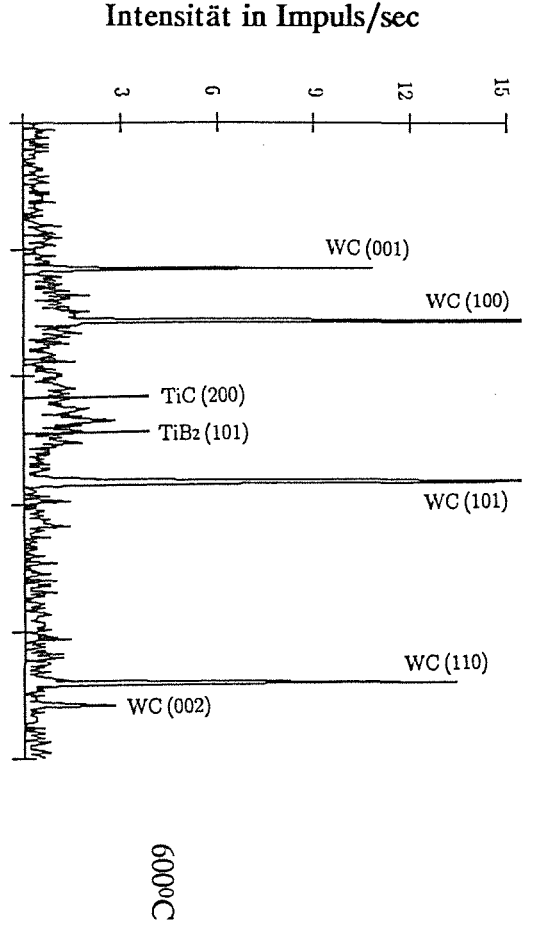 Intensität in Impuls/sec
3
6
9
12
15
WC (001)
WC (100)
TiC (200)
TiB2 (101)
WC (101)
WC (110)
WC (002)
600°C